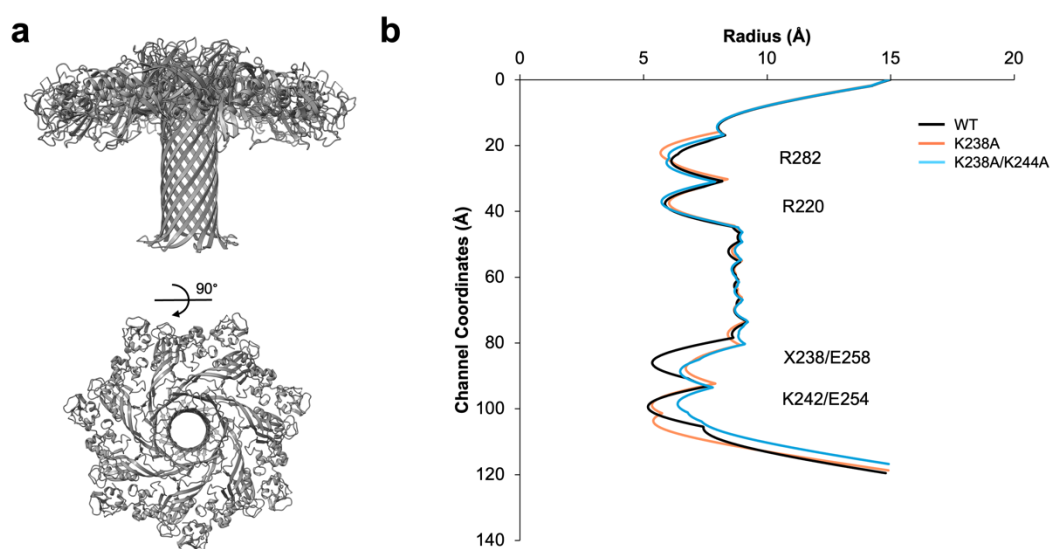 a
90°
b
Radius (Å)
0 5 10 15 20
Channel Coordinates (Å)
0
20
40
60
80
100
120
140
R282
R220
X238/E258
K242/E254
WT
K238A
K238A/K244A